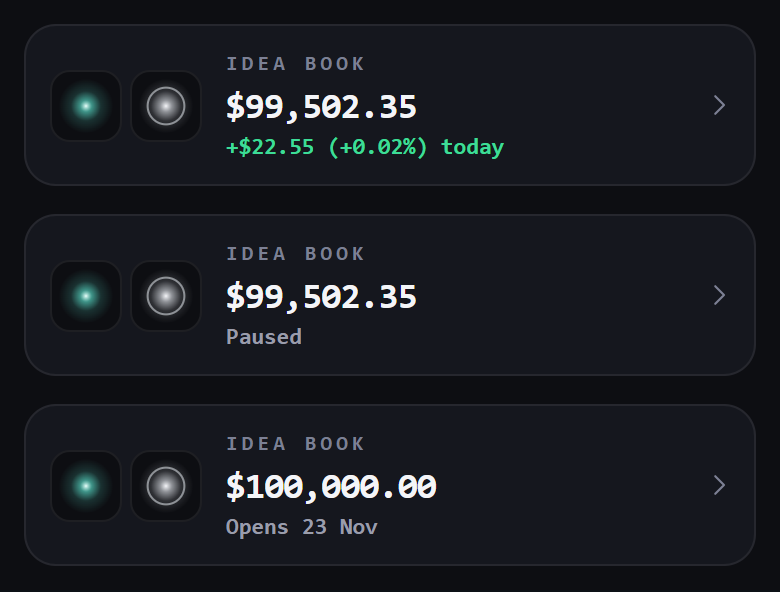 IDEA BOOK
$99,502.35
+$22.55 (+0.02%) today
IDEA BOOK
$99,502.35
Paused
IDEA BOOK
$100,000.00
Opens 23 Nov